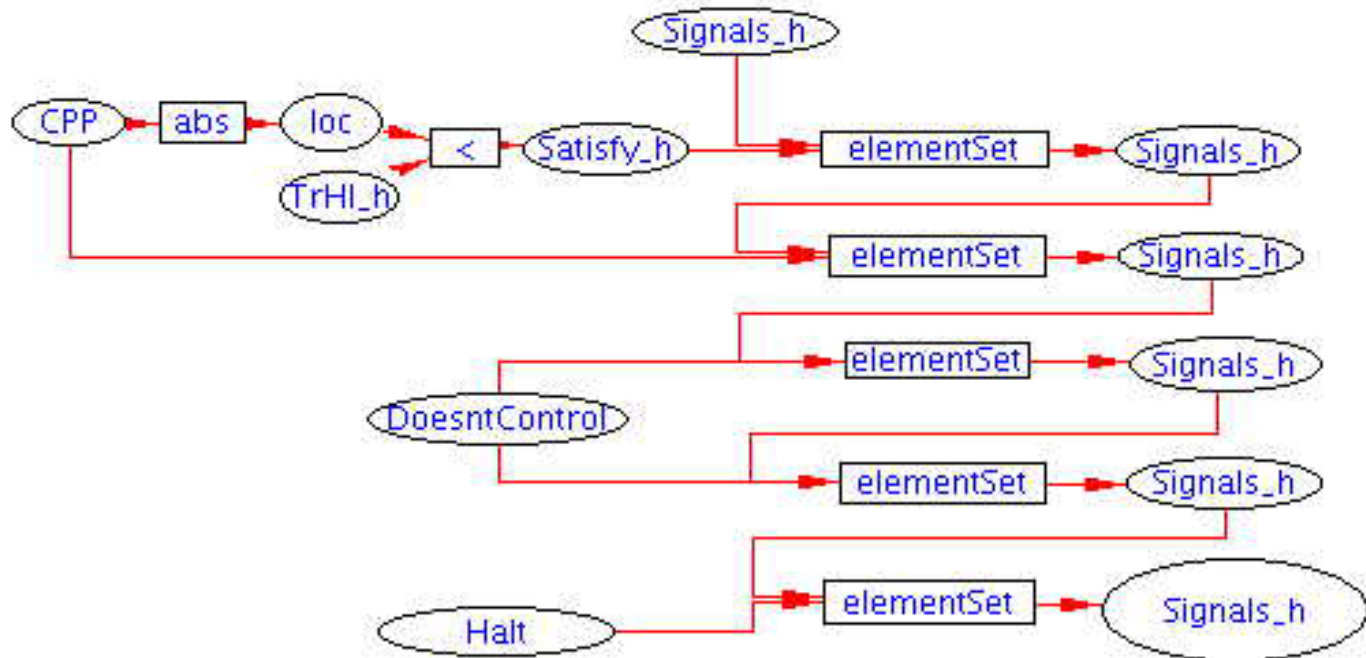 Signals_h
CPP
abs
loc
<
Satisfy_h
elementSet
Signals_h
TrHI_h
elementSet
Signals_h
elementSet
Signals_h
DoesntControl
elementSet
Signals_h
elementSet
Signals_h
Halt